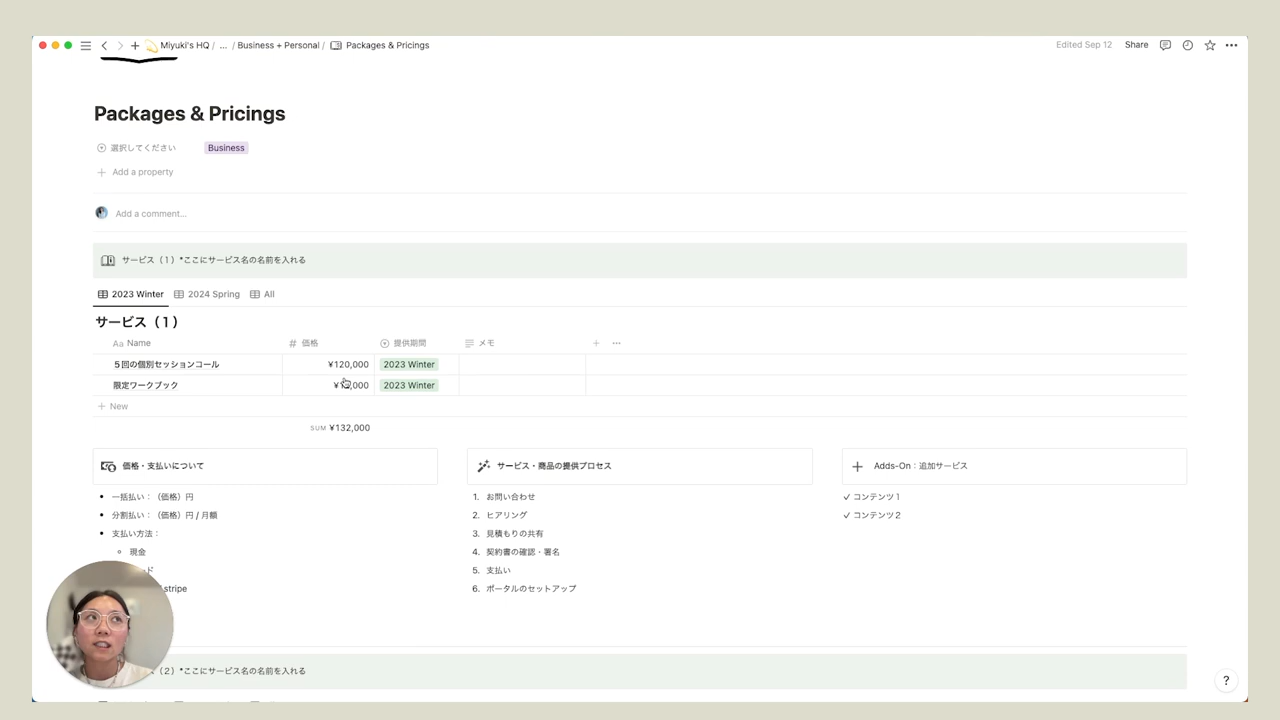 Miyuki's HQ / ... / Business + Personal / Packages & Pricings Edited Sep 12 Share
Packages & Pricings
選択してください Business
Add a property
Add a comment...
サービス（1）*ここにサービス名の名前を入れる
2023 Winter 2024 Spring All
サービス（1）
Aa Name # 価格 提供期間 メモ
５回の個別セッションコール ¥120,000 2023 Winter
限定ワークブック 2023 Winter
New
SUM ¥132,000
価格・支払いについて
一括払い：（価格）円
分割払い：（価格）円 / 月額
支払い方法：
現金
stripe
サービス・商品の提供プロセス
1. お問い合わせ
2. ヒアリング
3. 見積もりの共有
4. 契約書の確認・署名
5. 支払い
6. ポータルのセットアップ
Adds-On：追加サービス
✓ コンテンツ１
✓ コンテンツ２
（2）*ここにサービス名の名前を入れる
?